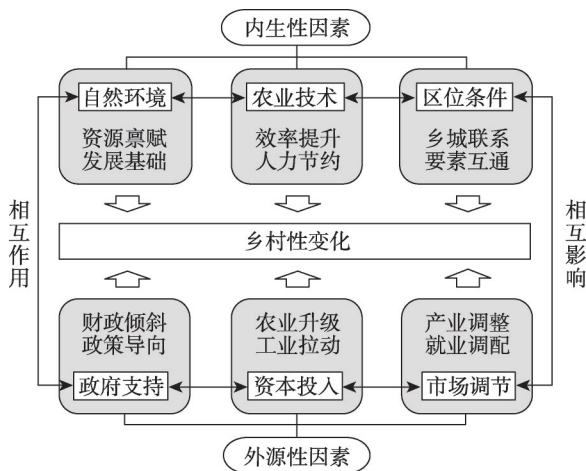 内生性因素
自然环境
农业技术
区位条件
资源禀赋
发展基础
效率提升
人力节约
乡城联系
要素互通
相互作用
乡村性变化
相互影响
财政倾斜
政策导向
农业升级
工业拉动
产业调整
就业调配
政府支持
资本投入
市场调节
外源性因素